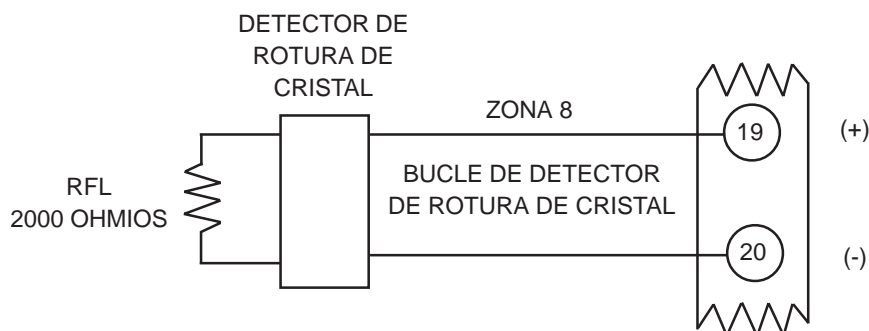 DETECTOR DE
ROTURA DE
CRISTAL
ZONA 8
19
(+)
RFL
2000 OHMIOS
BUCLE DE DETECTOR
DE ROTURA DE CRISTAL
20
(-)